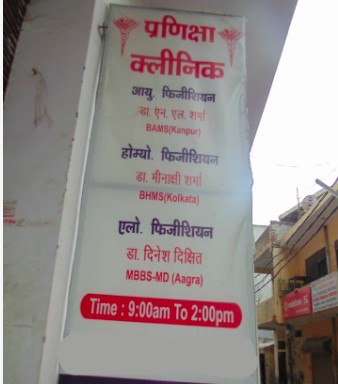 प्रणिक्षा
क्लीनिक
आयु. फिजीशियन
डा. एन. एल. शर्मा
BAMS(Kanpur)
होम्यो. फिजीशियन
डा. मीनाक्षी शर्मा
BHMS(Kolkata)
एलो. फिजीशियन
डा. दिनेश दिक्षित
MBBS-MD (Aagra)
Time : 9:00am To 2:00pm